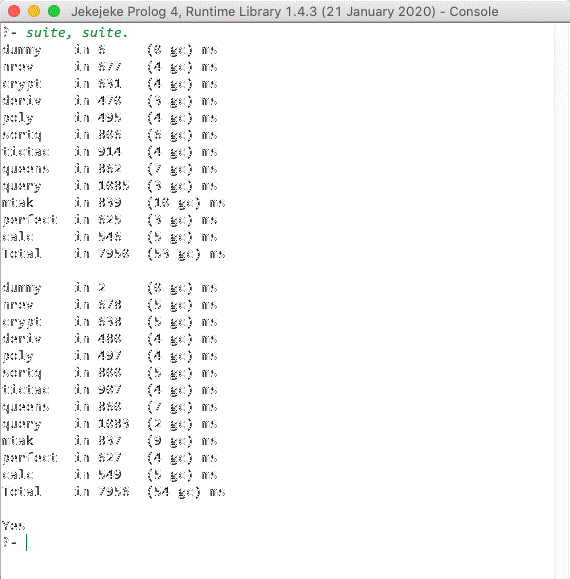 Jekejeke Prolog 4, Runtime Library 1.4.3 (21 January 2020) - Console
?- suite, suite.
dummy in 6 (0 gc) ms
nrev in 677 (4 gc) ms
crypt in 631 (4 gc) ms
deriv in 470 (3 gc) ms
poly in 495 (4 gc) ms
sortq in (6 gc) ms
tictac in 914 (4 gc) ms
queens in 862 (7 gc) ms
query in 1085 (3 gc) ms
mtak in 839 (10 gc) ms
perfect in 625 (3 gc) ms
calc in 546 (5 gc) ms
Total in (53 gc) ms
dummy in 2 (0 gc) ms
nrev in 678 (5 gc) ms
crypt in (5 gc) ms
deriv in 480 (4 gc) ms
poly in 497 (4 gc) ms
sortq in 800 (5 gc) ms
tictac in 907 (4 gc) ms
queens in 860 (7 gc) ms
query in 1083 (2 gc) ms
mtak in 837 (9 gc) ms
perfect in 627 (4 gc) ms
calc in 549 (5 gc) ms
Total in (54 gc) ms
Yes
?-